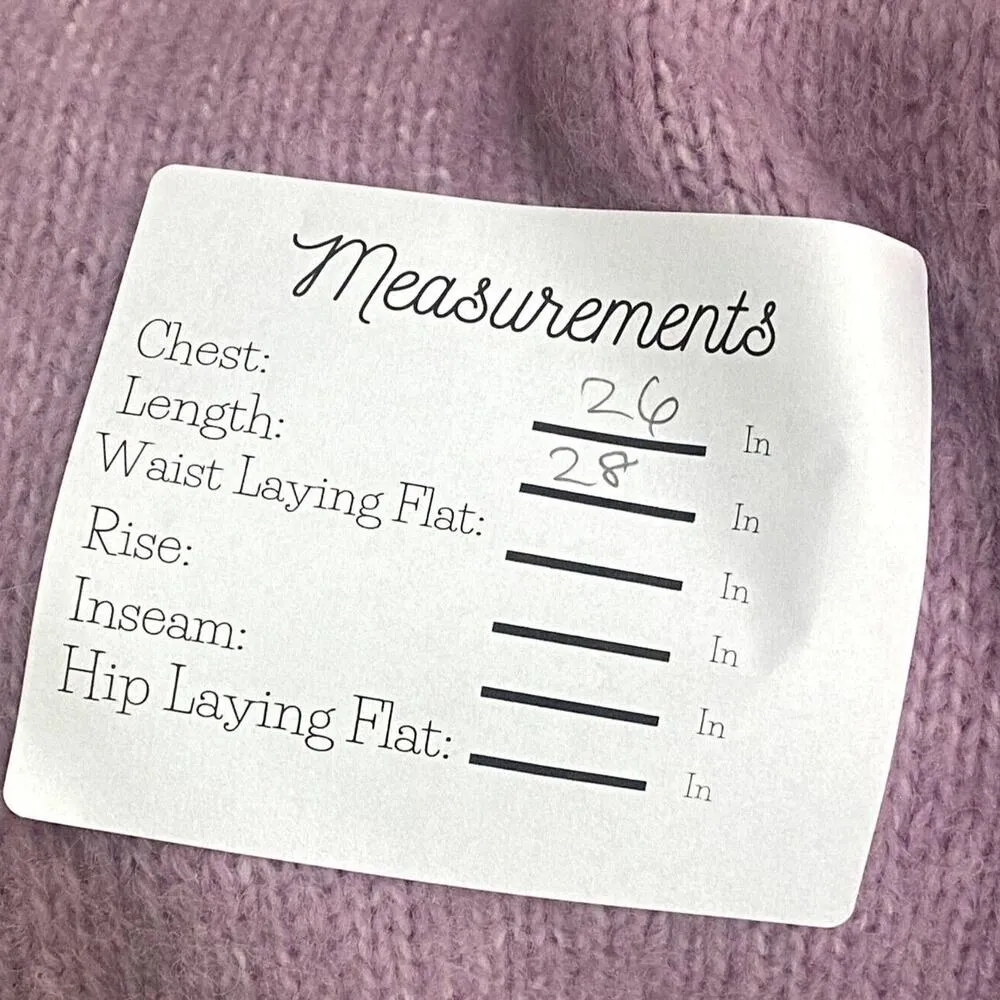 Measurements
Chest: 26 In
Length: 28 In
Waist Laying Flat: In
Rise: In
Inseam: In
Hip Laying Flat: In